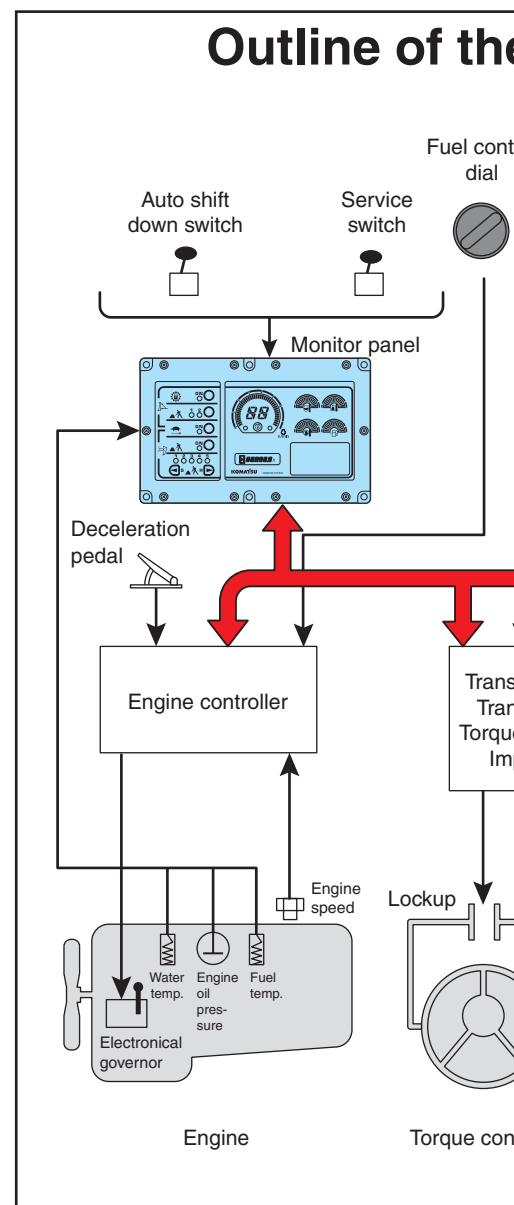 Outline of the
Fuel cont
dial
Auto shift
down switch
Service
switch
Monitor panel
KOMATSU
Deceleration
pedal
Engine controller
Trans
Tran
Torque
Imp
Engine
speed
Lockup
Water
temp.
Engine
oil
pres-
sure
Fuel
temp.
Electronical
governor
Engine
Torque con